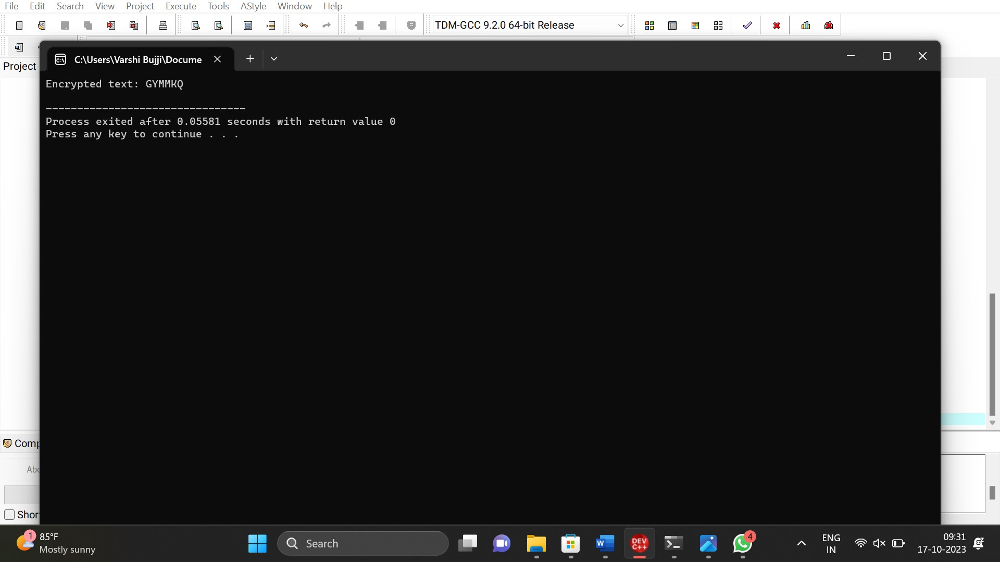 File Edit Search View Project Execute Tools AStyle Window Help
TDM-GCC 9.2.0 64-bit Release
Project
C:\Users\Varshi Bujji\Docume
Encrypted text: GYMMKQ
--------------------------------
Process exited after 0.05581 seconds with return value 0
Press any key to continue . . .
Comp
Abo
Shor
1
85°F
Mostly sunny
Search
W
DEV
C++
4
ENG
IN
09:31
17-10-2023